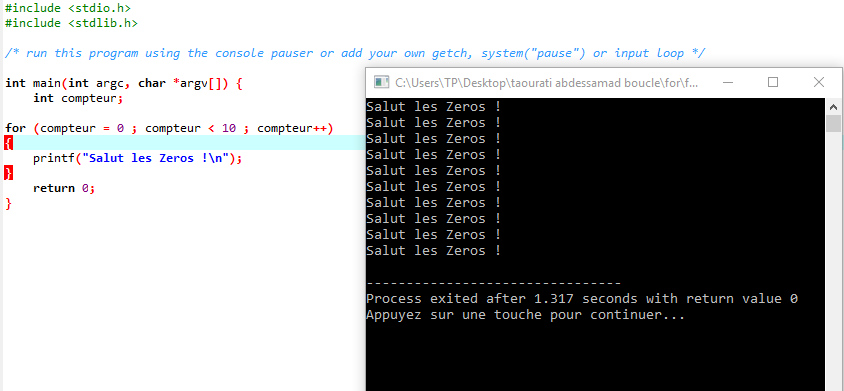 #include <stdio.h>
#include <stdlib.h>
/* run this program using the console pauser or add your own getch, system("pause") or input loop */
int main(int argc, char *argv[]) {
int compteur;
for (compteur = 0 ; compteur < 10 ; compteur++)
{
printf("Salut les Zeros !\n");
}
return 0;
}
C:\Users\TP\Desktop\taourati abdessamad boucle\for\f...
Salut les Zeros !
Salut les Zeros !
Salut les Zeros !
Salut les Zeros !
Salut les Zeros !
Salut les Zeros !
Salut les Zeros !
Salut les Zeros !
Salut les Zeros !
Salut les Zeros !
--------------------------------
Process exited after 1.317 seconds with return value 0
Appuyez sur une touche pour continuer...